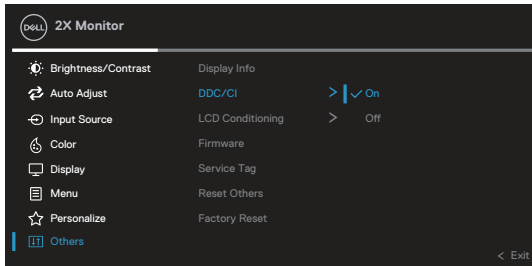 DELL 2X Monitor
Brightness/Contrast Display Info
Auto Adjust DDC/CI > ✓ On
Input Source LCD Conditioning > Off
Color Firmware
Display Service Tag
Menu Reset Others
Personalize Factory Reset
Others
< Exit